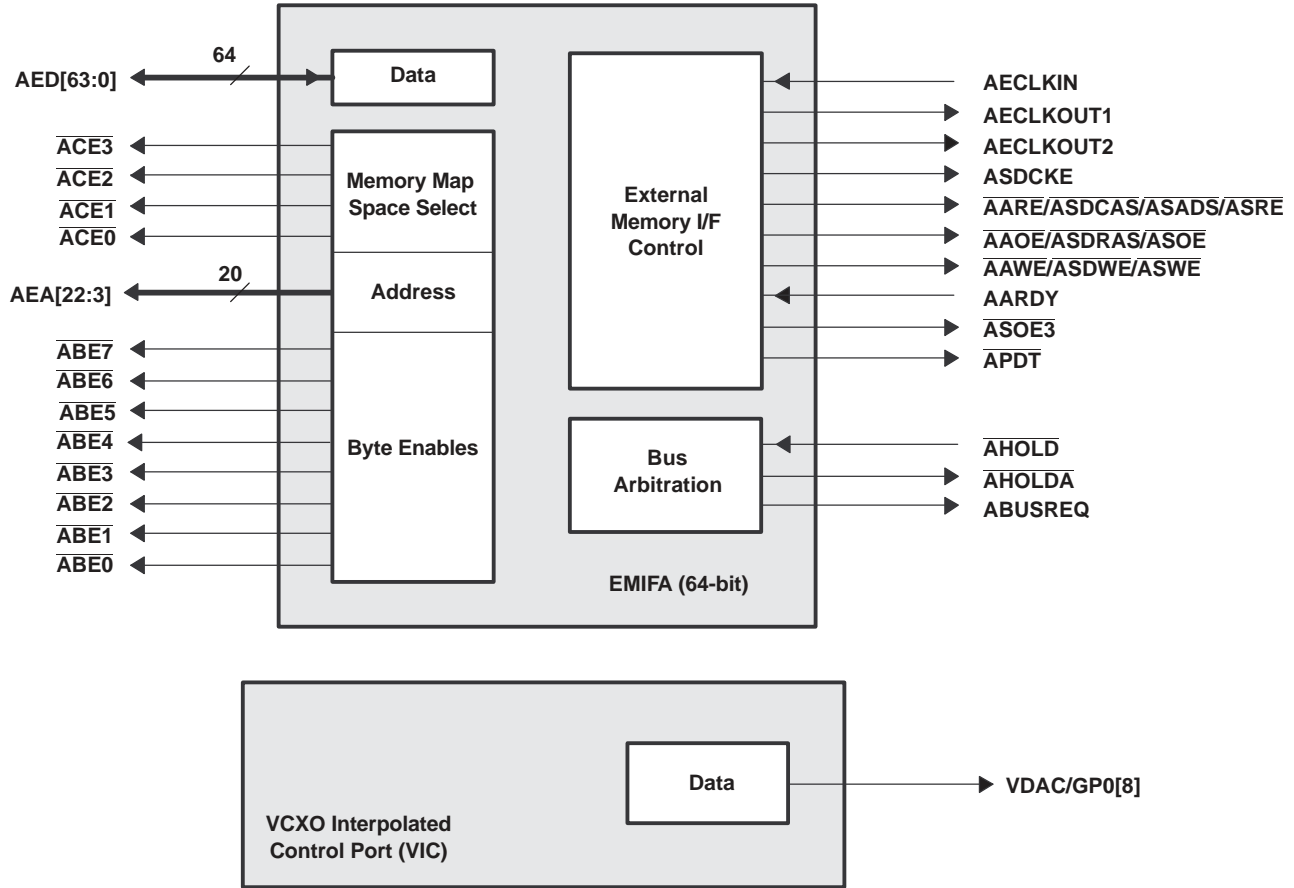 64
AED[63:0]
Data
ACE3
ACE2
ACE1
ACE0
Memory Map
Space Select
20
AEA[22:3]
Address
ABE7
ABE6
ABE5
ABE4
ABE3
ABE2
ABE1
ABE0
Byte Enables
External
Memory I/F
Control
AECLKIN
AECLKOUT1
AECLKOUT2
ASDCKE
AARE/ASDCAS/ASADS/ASRE
AAOE/ASDRAS/ASOE
AAWE/ASDWE/ASWE
AARDY
ASOE3
APDT
Bus
Arbitration
AHOLD
AHOLDA
ABUSREQ
EMIFA (64-bit)
Data
VDAC/GP0[8]
VCXO Interpolated
Control Port (VIC)